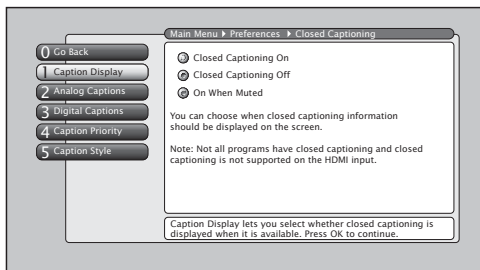 Main Menu Preferences Closed Captioning
0 Go Back
1 Caption Display
2 Analog Captions
3 Digital Captions
4 Caption Priority
5 Caption Style
Closed Captioning On
Closed Captioning Off
On When Muted
You can choose when closed captioning information
should be displayed on the screen.
Note: Not all programs have closed captioning and closed
captioning is not supported on the HDMI input.
Caption Display lets you select whether closed captioning is
displayed when it is available. Press OK to continue.